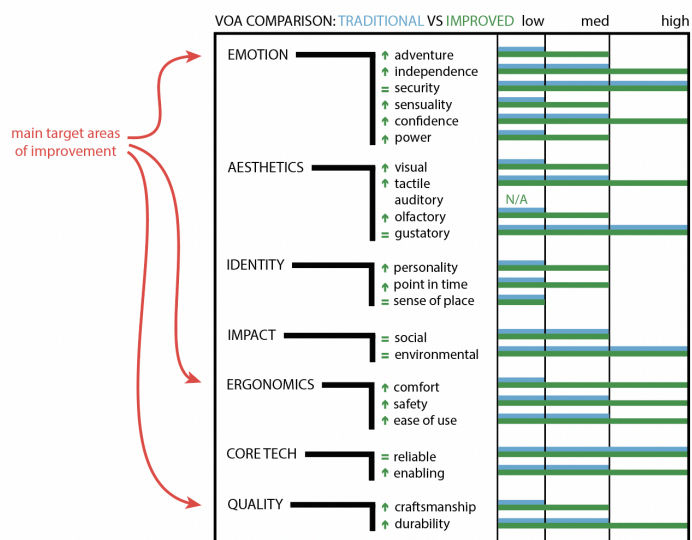 VOA COMPARISON: TRADITIONAL VS IMPROVED low med high
EMOTION
adventure
independence
= security
sensuality
confidence
power
main target areas
of improvement
AESTHETICS
visual
tactile
auditory N/A
olfactory
= gustatory
IDENTITY
personality
point in time
= sense of place
IMPACT
= social
= environmental
ERGONOMICS
comfort
safety
ease of use
CORE TECH
= reliable
enabling
QUALITY
craftsmanship
durability